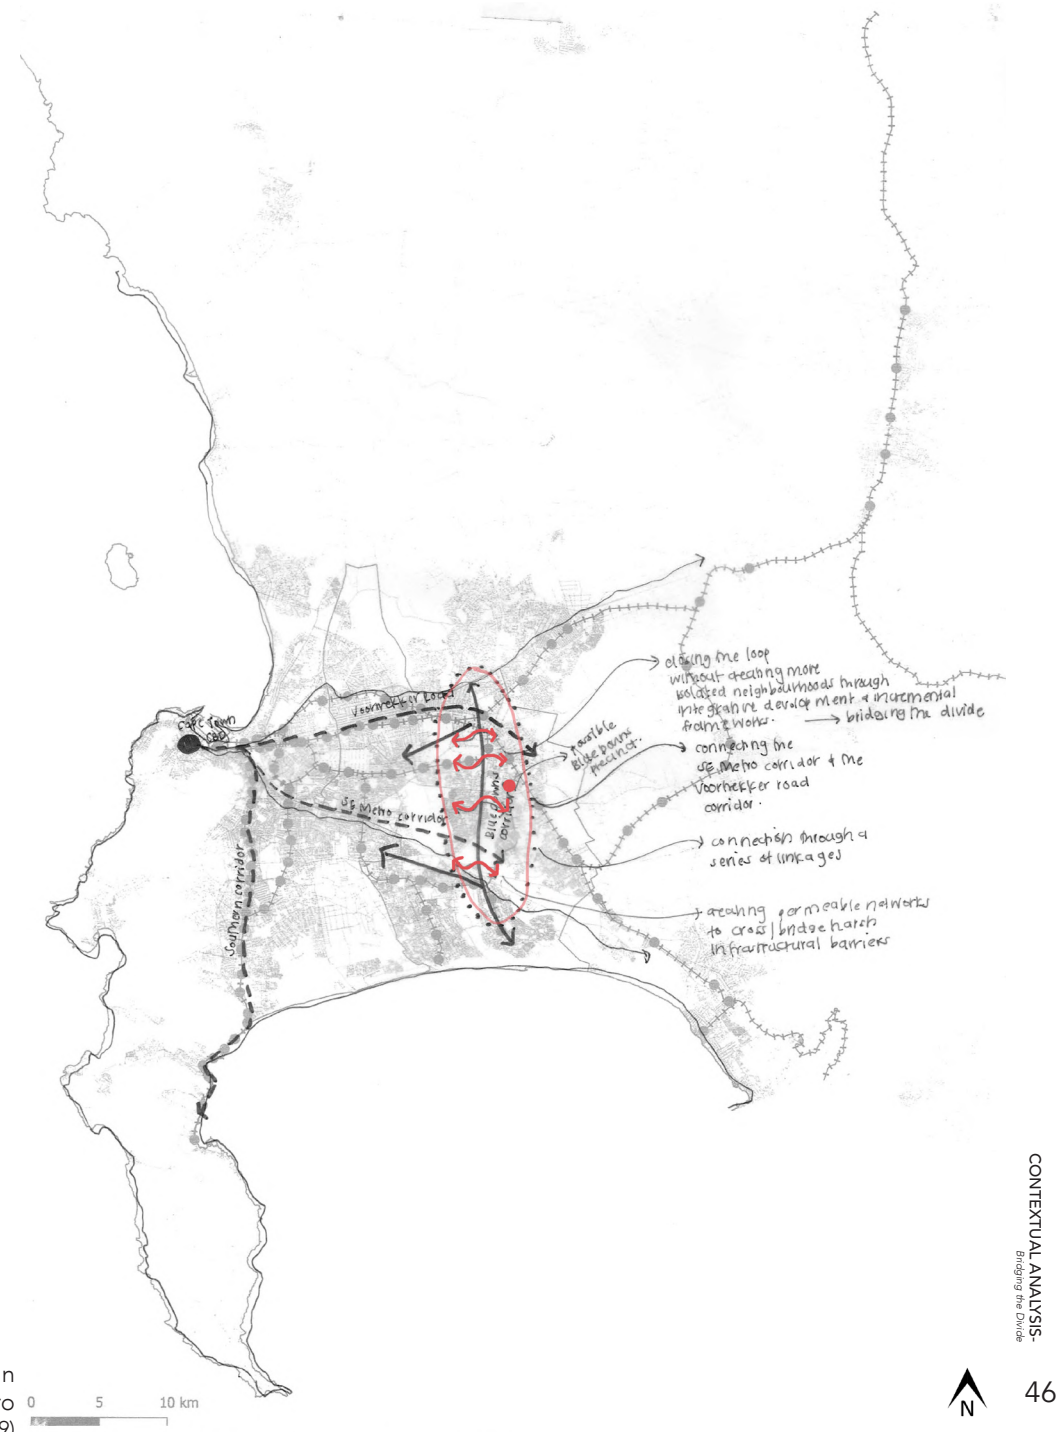 Cape Town
CBD
Voortrekker Road
SE Metro corridor
Southern corridor
Blue downs
corridor
possible
Blue downs
precinct.
closing the loop
without creating more
isolated neighbourhoods through
integrative development & incremental
frameworks. → bridging the divide
connecting the
SE Metro corridor & the
Voortrekker road
corridor.
connection through a
series of linkages
creating permeable networks
to cross/bridge harsh
infrastructural barriers
CONTEXTUAL ANALYSIS-
Bridging the Divide
n
ro
9)
0 5 10 km
N
46